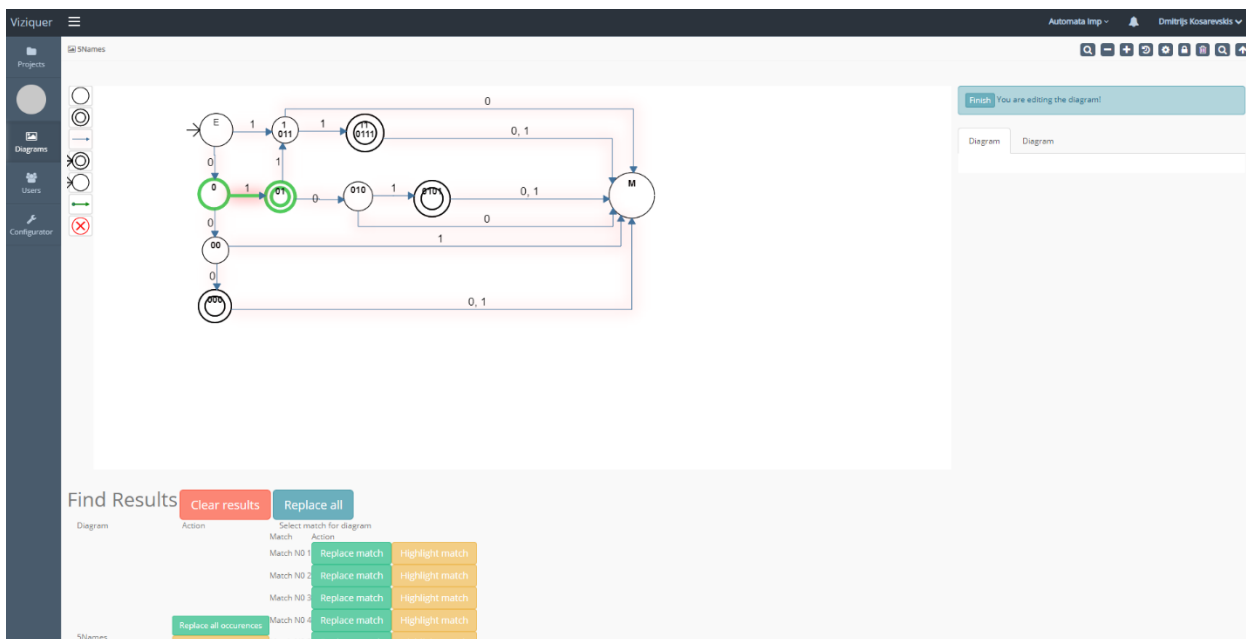 Viziquer
Automata Imp
Dmitrijs Kosarevskis
Projects
5Names
Diagrams
Users
Configurator
0
E
1
1
011
1
11
0111
0, 1
0
1
0
1
01
0
010
1
0101
0, 1
M
0
0
00
1
0
000
0, 1
Finish You are editing the diagram!
Diagram Diagram
Find Results Clear results Replace all
Diagram Action Select match for diagram
Match Action
Match N0 1 Replace match Highlight match
Match N0 2 Replace match Highlight match
Match N0 3 Replace match Highlight match
Match N0 4 Replace match Highlight match
Replace all occurences
5Names